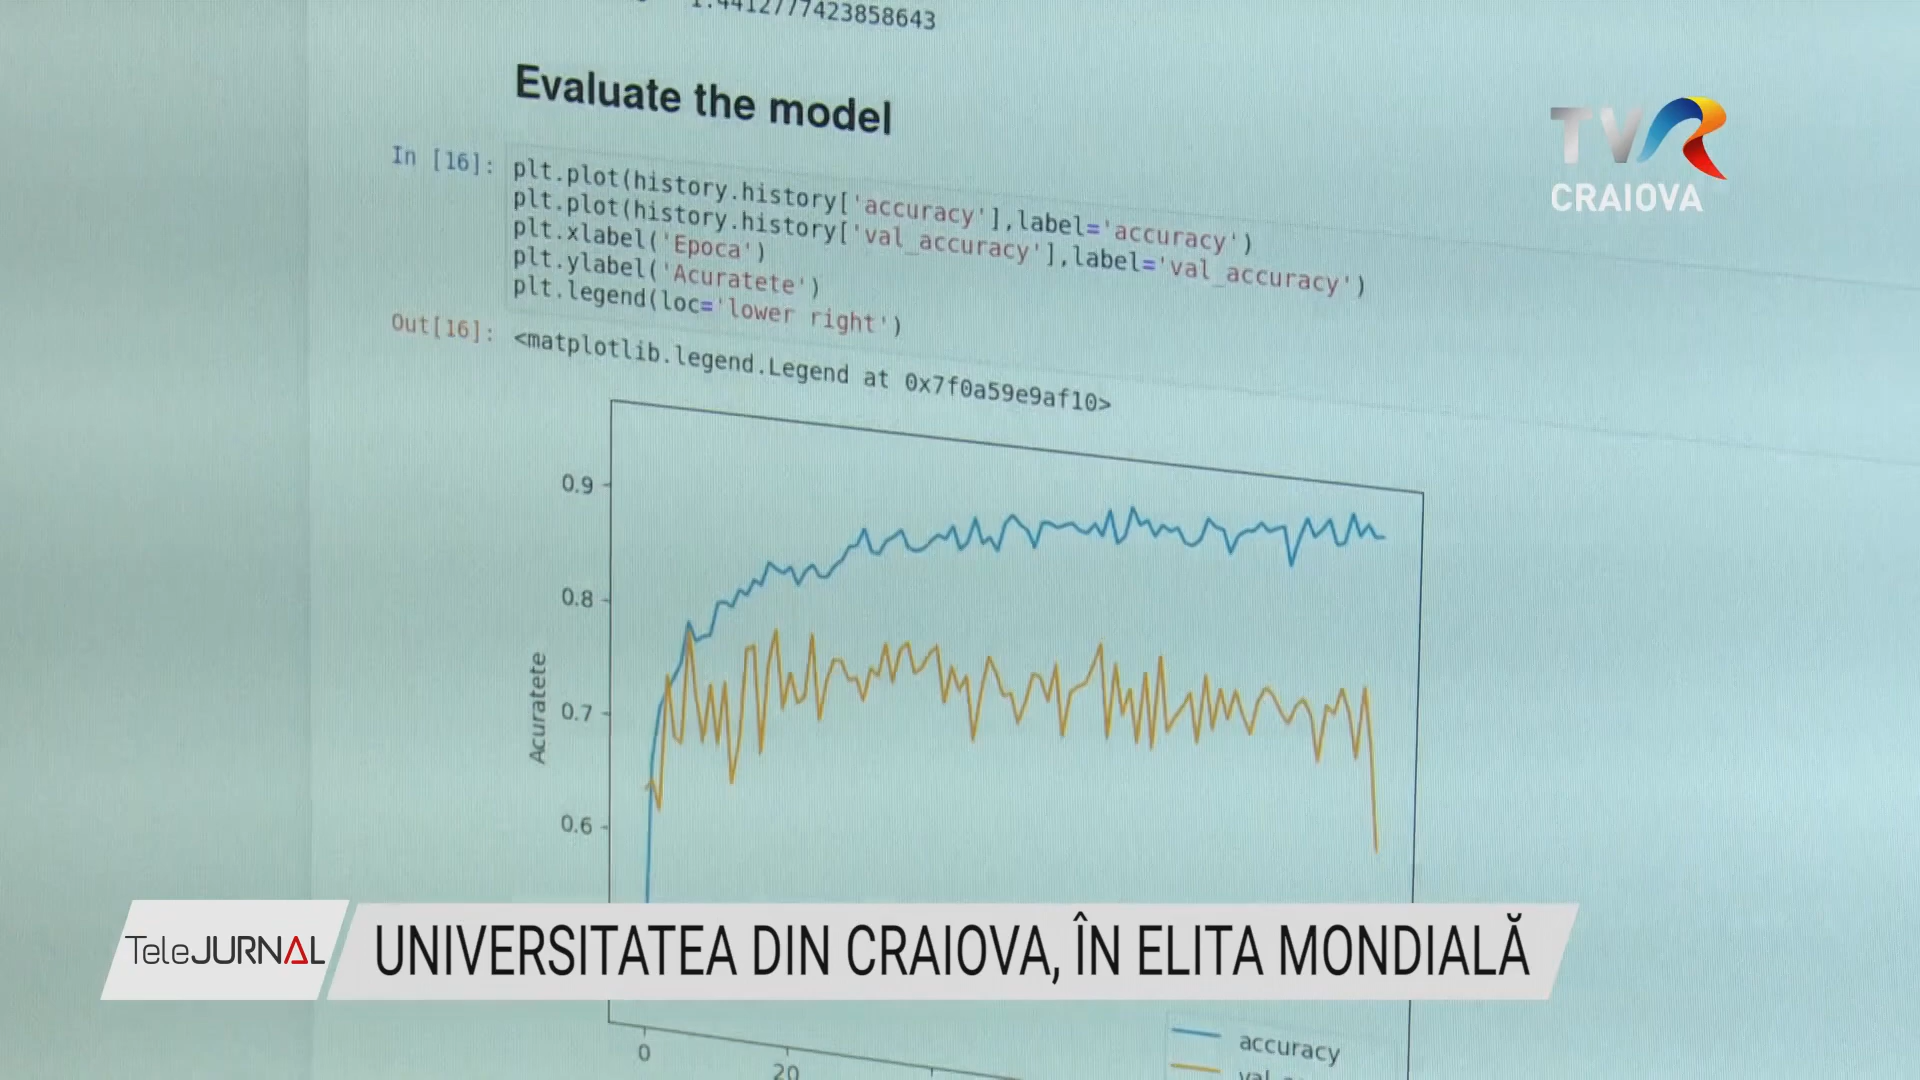 1.4412777423858643
Evaluate the model
In [16]: plt.plot(history.history['accuracy'],label='accuracy')
plt.plot(history.history['val_accuracy'],label='val_accuracy')
plt.xlabel('Epoca')
plt.ylabel('Acuratete')
plt.legend(loc='lower right')
Out[16]: <matplotlib.legend.Legend at 0x7f0a59e9af10>
TVR
CRAIOVA
0.9
0.8
0.7
0.6
Acuratete
TeleJURNAL
UNIVERSITATEA DIN CRAIOVA, ÎN ELITA MONDIALĂ
0
20
accuracy